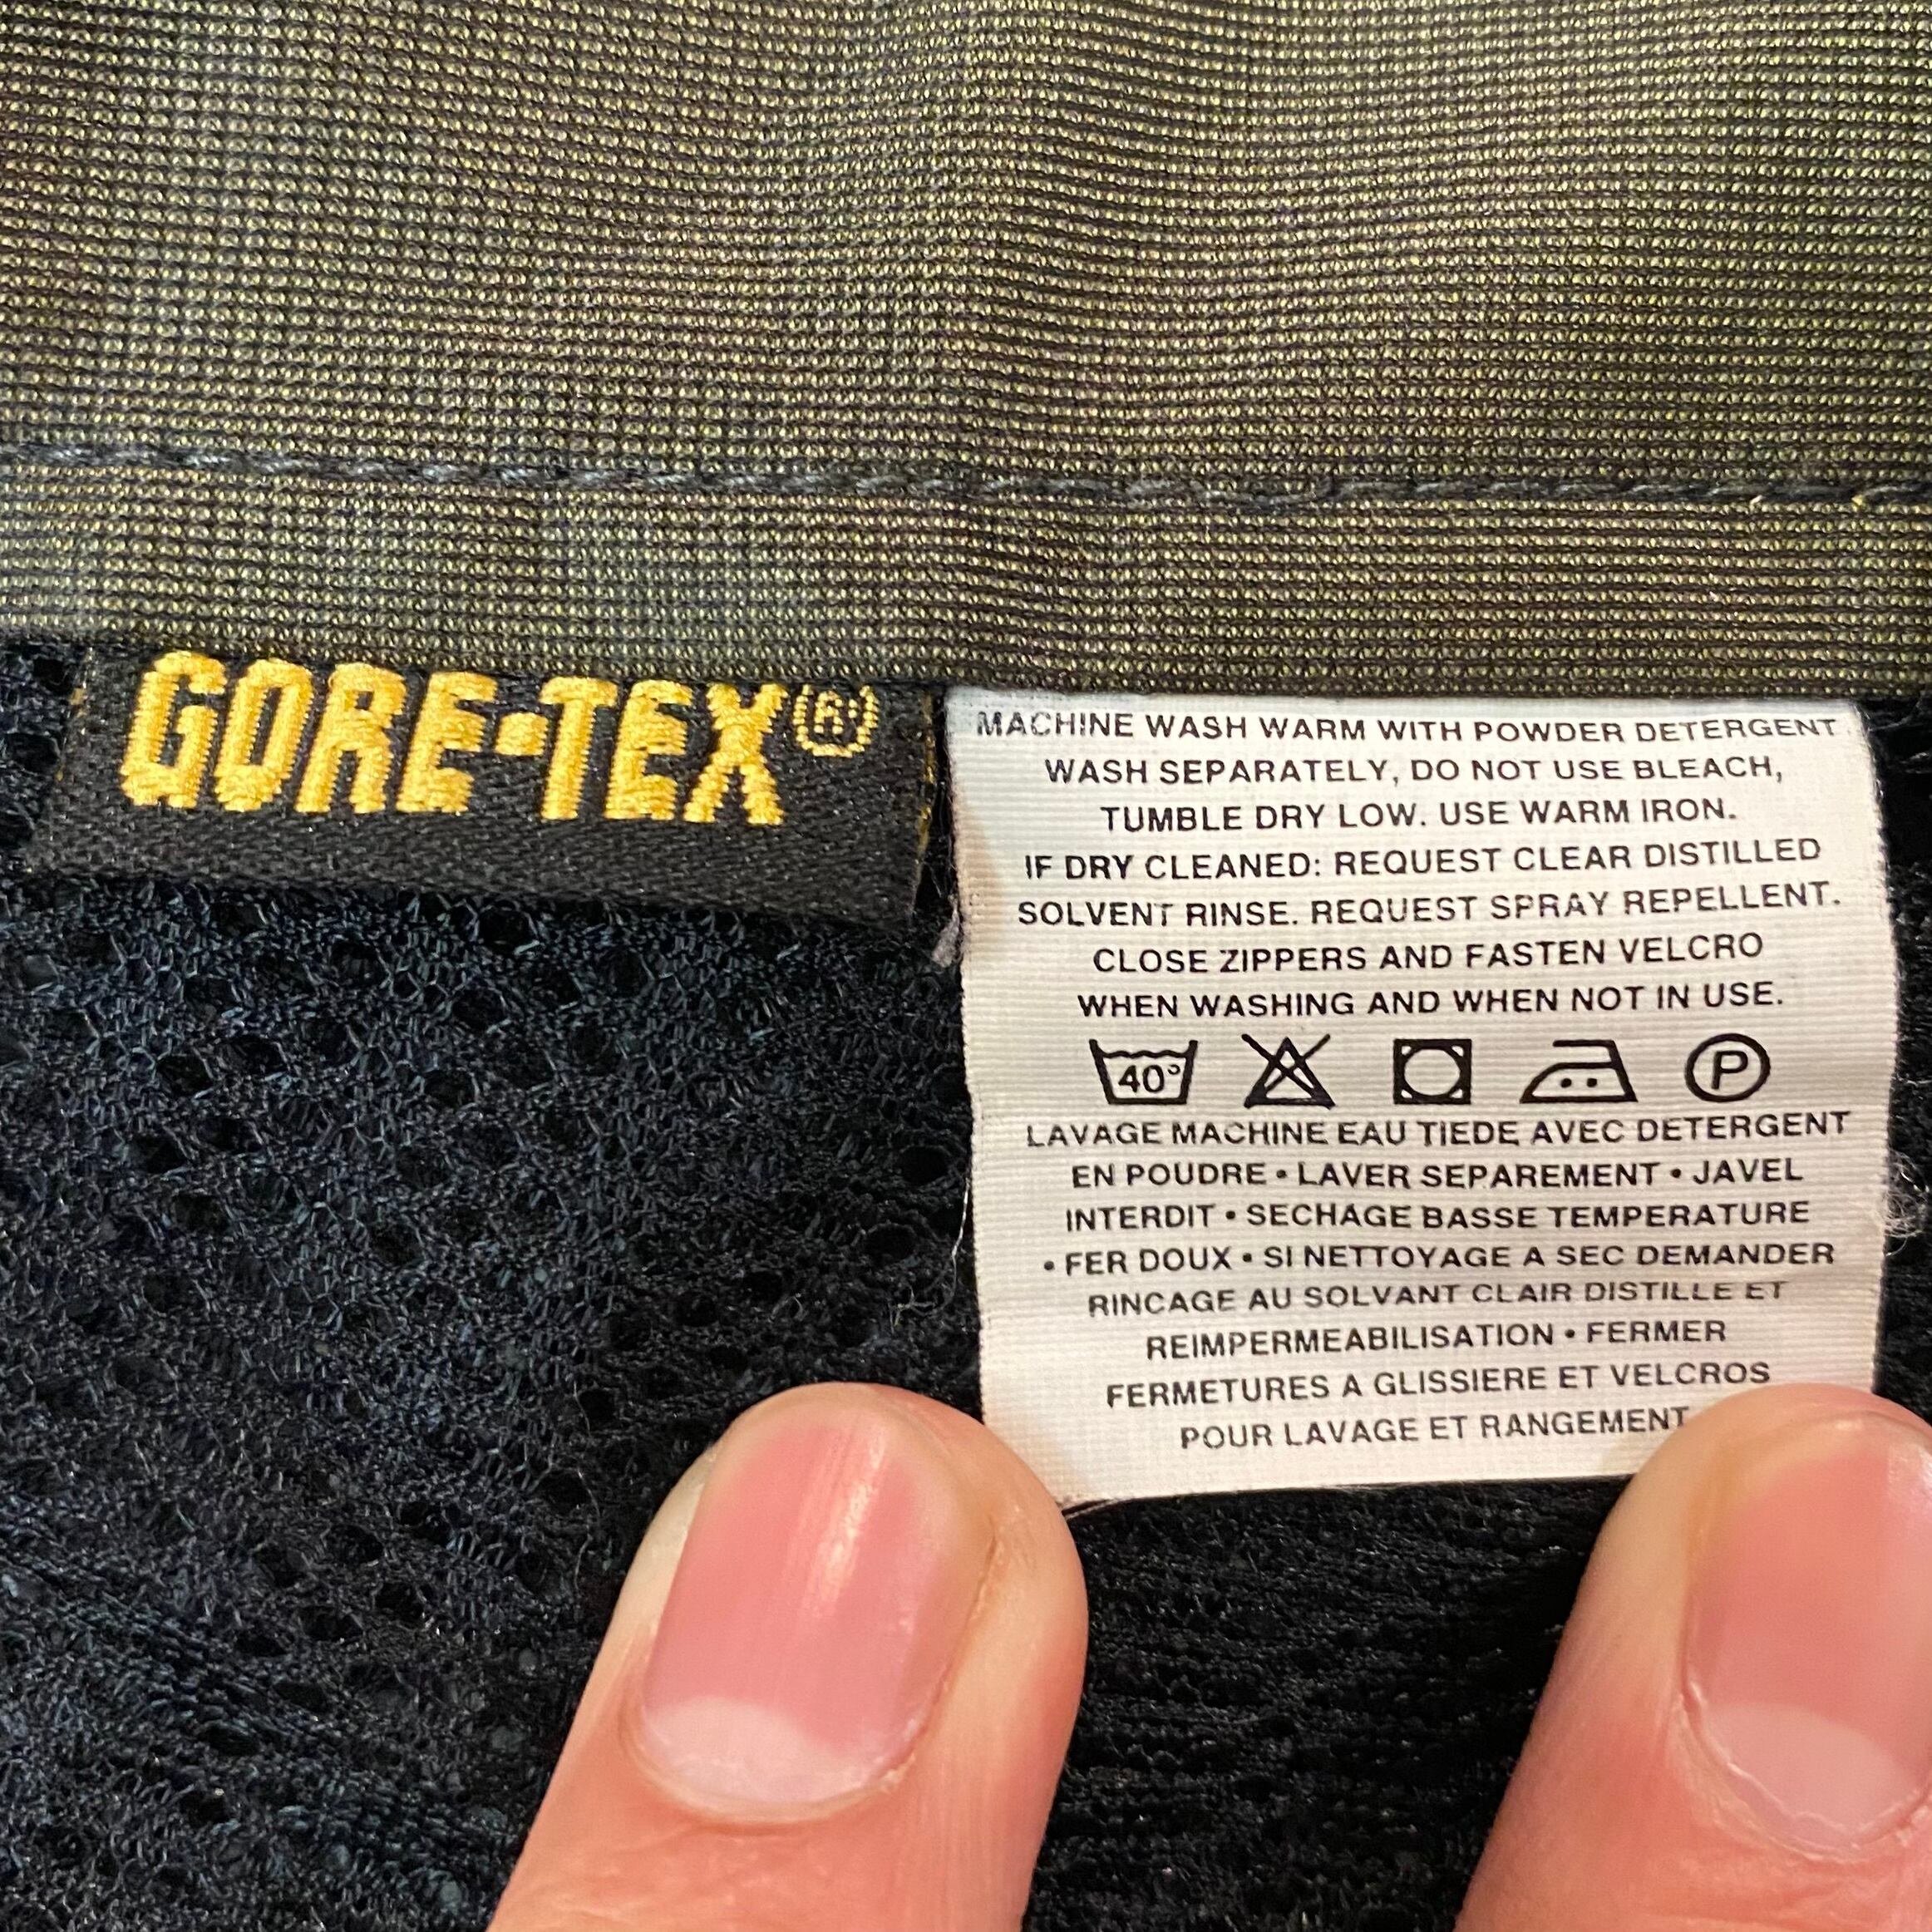 GORE-TEX®
MACHINE WASH WARM WITH POWDER DETERGENT
WASH SEPARATELY, DO NOT USE BLEACH,
TUMBLE DRY LOW. USE WARM IRON.
IF DRY CLEANED: REQUEST CLEAR DISTILLED
SOLVENT RINSE. REQUEST SPRAY REPELLENT.
CLOSE ZIPPERS AND FASTEN VELCRO
WHEN WASHING AND WHEN NOT IN USE.
40° P
LAVAGE MACHINE EAU TIEDE AVEC DETERGENT
EN POUDRE • LAVER SEPAREMENT • JAVEL
INTERDIT • SECHAGE BASSE TEMPERATURE
• FER DOUX • SI NETTOYAGE A SEC DEMANDER
RINCAGE AU SOLVANT CLAIR DISTILLE ET
REIMPERMEABILISATION • FERMER
FERMETURES A GLISSIERE ET VELCROS
POUR LAVAGE ET RANGEMENT